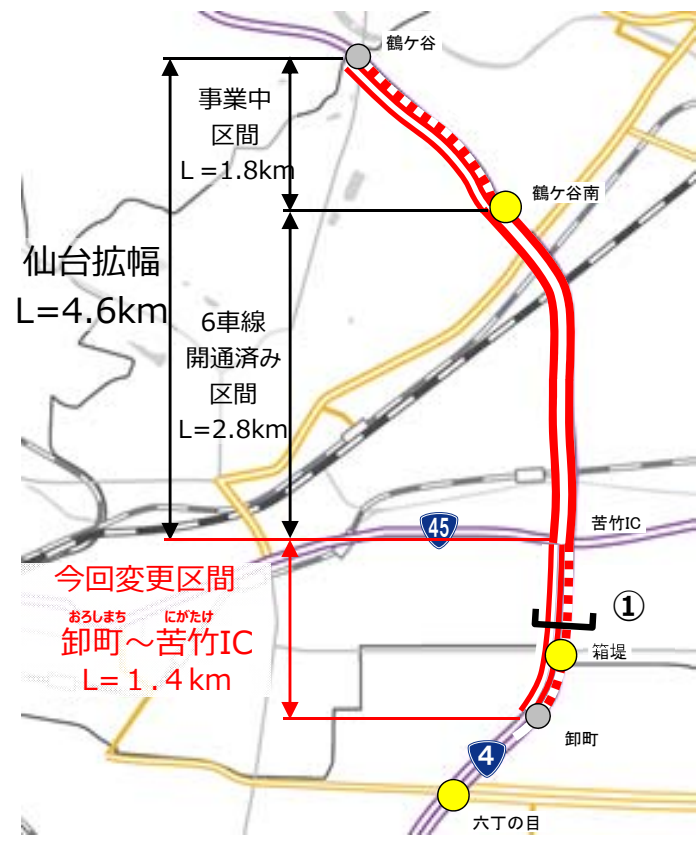 鶴ケ谷
事業中
区間
L=1.8km
鶴ケ谷南
仙台拡幅
L=4.6km
6車線
開通済み
区間
L=2.8km
45
苦竹IC
今回変更区間
おろしまち にがたけ
卸町～苦竹IC
L=１.４km
①
箱堤
卸町
4
六丁の目